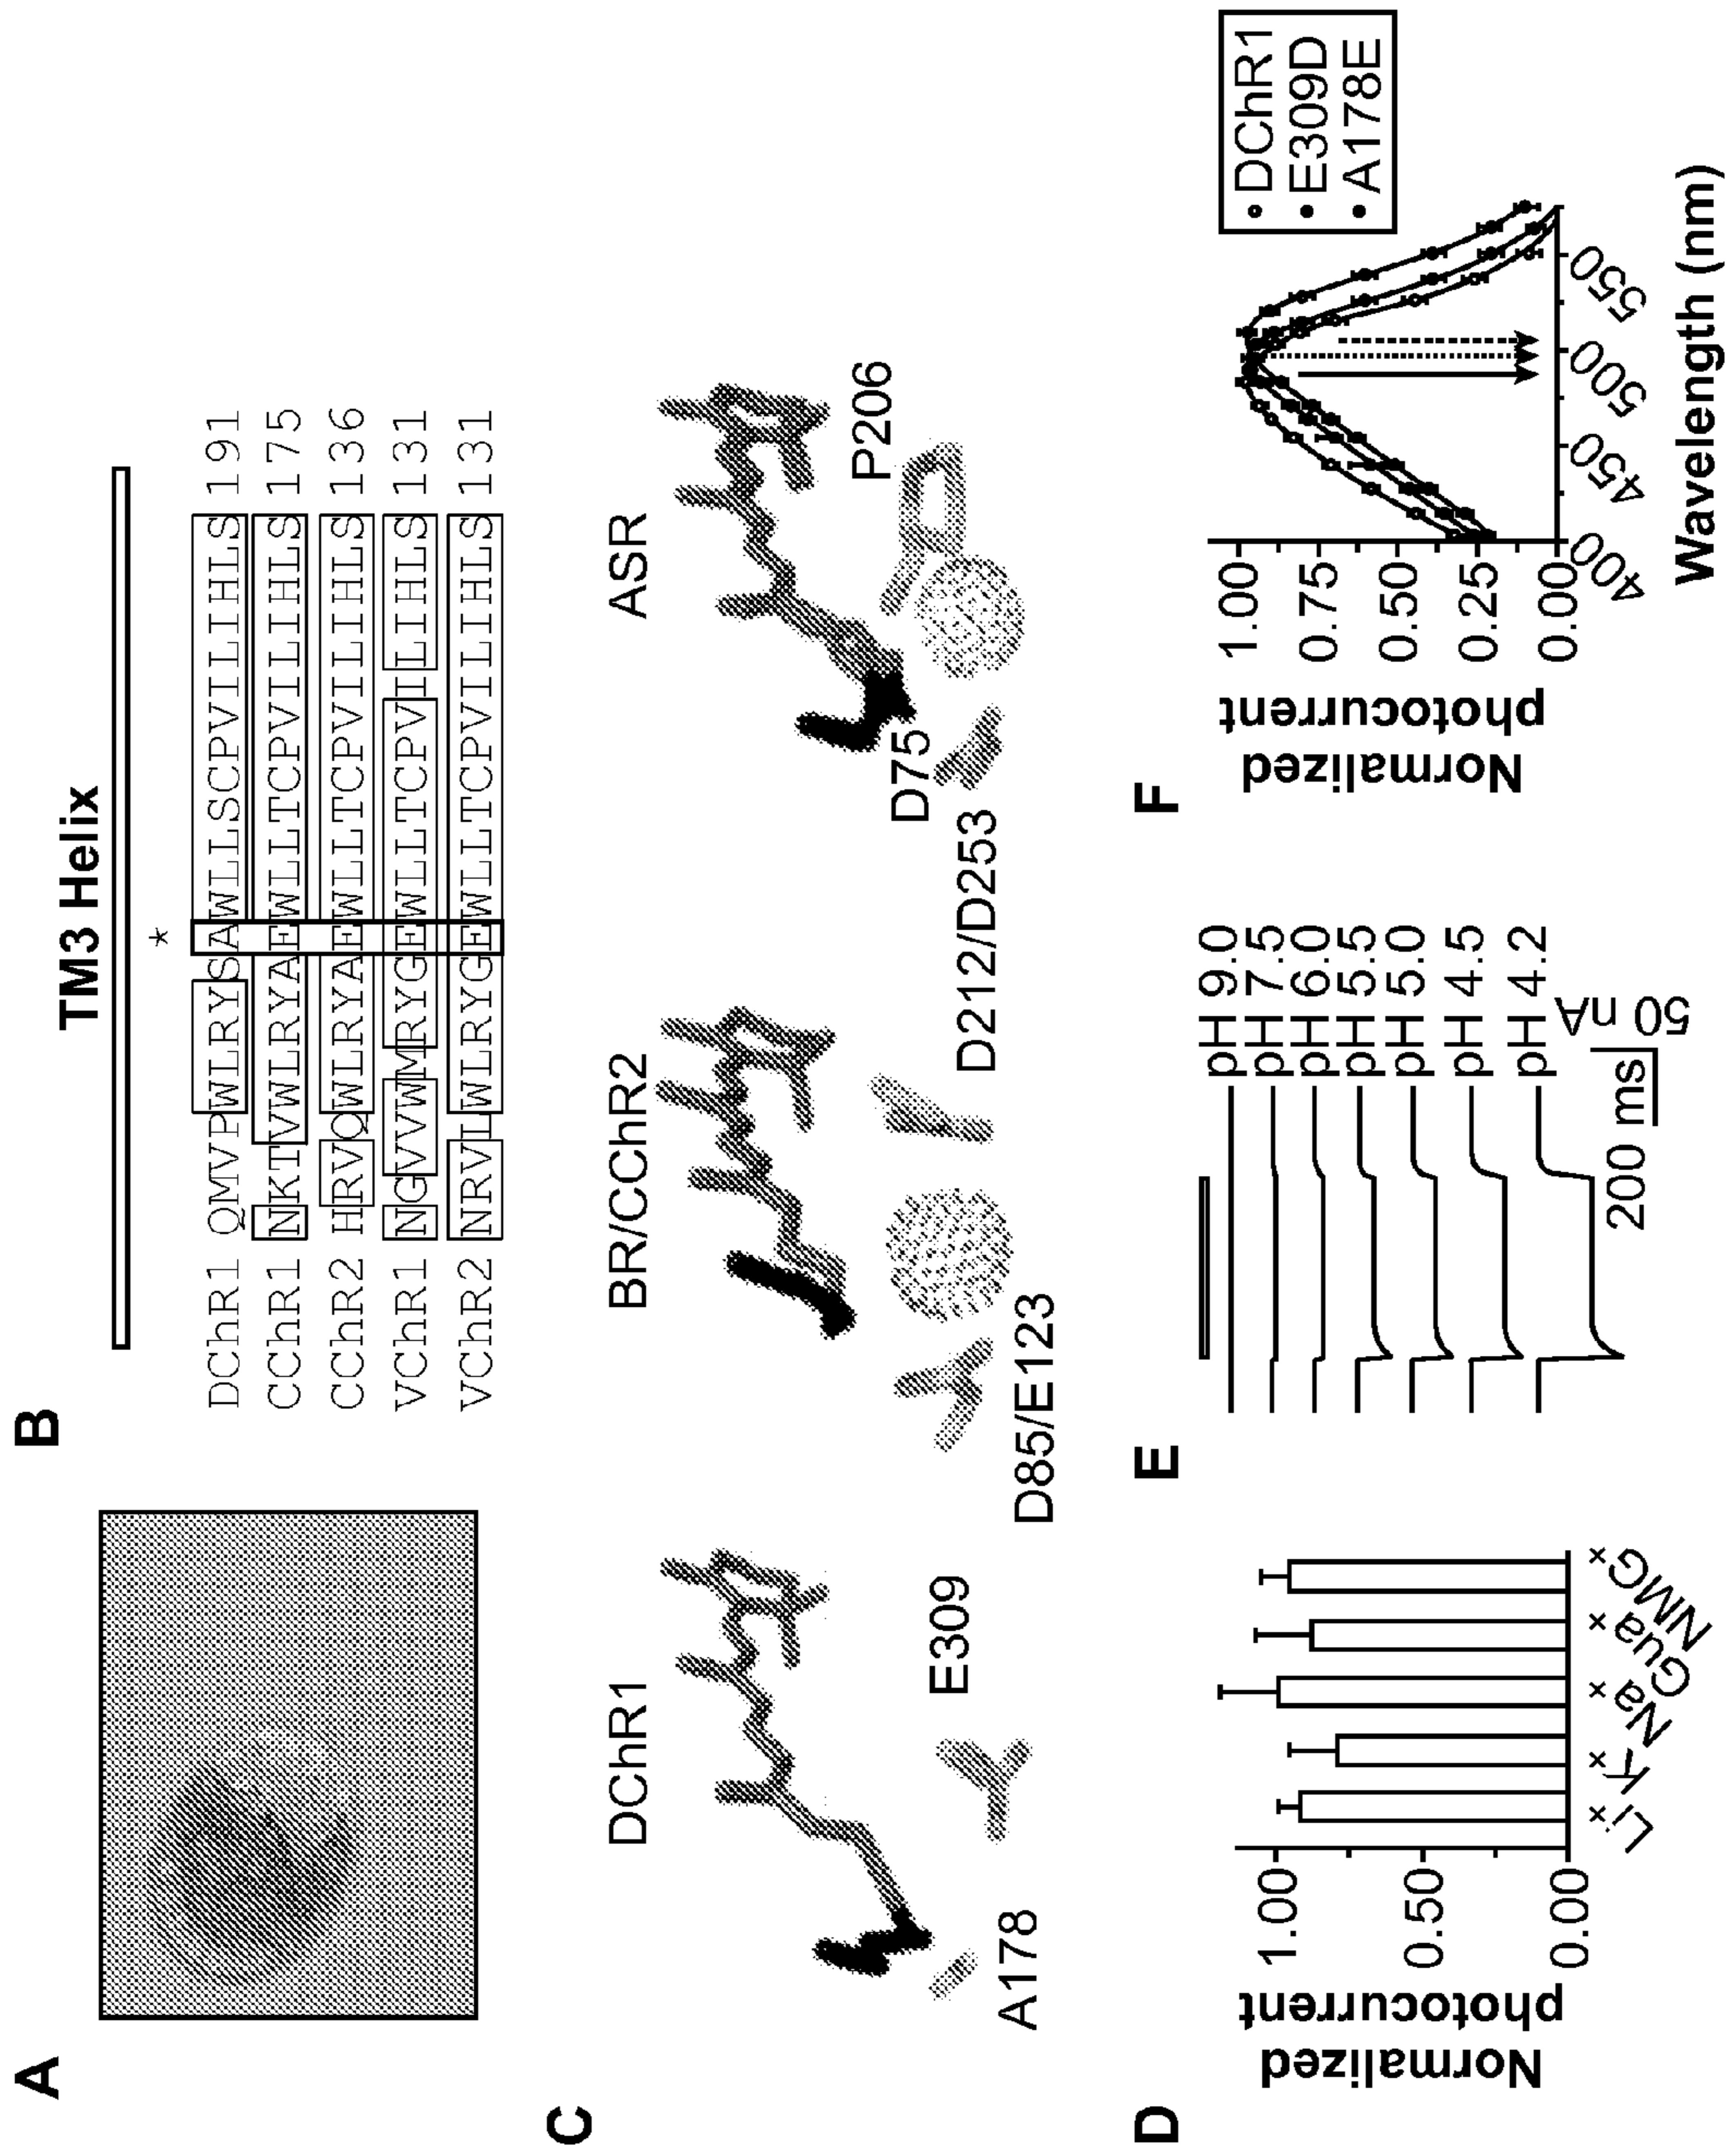 A
B
TM3 Helix
*
DChR1 QMVPWLRYSAWLLSCPVILIHLS 191
CChR1 NKTVWLRYAEWLLTCPVILIHLS 175
CChR2 HRVQWLRYAEWLLTCPVILIHLS 136
VChR1 NGVVWMRYGEWLLTCPVILIHLS 131
VChR2 NRVLWLRYGEWLLTCPVILIHLS 131
C
DChR1
A178
E309
BR/CChR2
D85/E123
D212/D253
ASR
D75
P206
D
Normalized
photocurrent
1.00
0.50
0.00
Li+
K+
Na+
Gua+
NMG+
E
pH 9.0
pH 7.5
pH 6.0
pH 5.5
pH 5.0
pH 4.5
pH 4.2
50 nA
200 ms
F
Normalized
photocurrent
1.00
0.75
0.50
0.25
0.00
400
450
500
550
Wavelength (nm)
DChR1
E309D
A178E